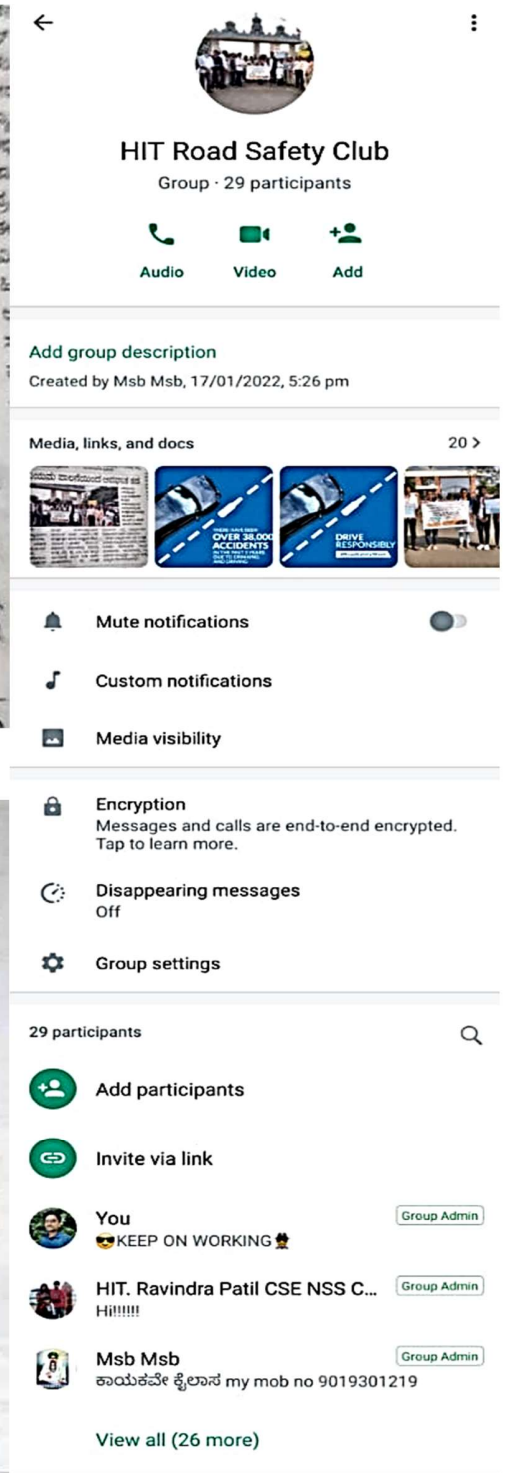 HIT Road Safety Club
Group · 29 participants
Audio Video Add
Add group description
Created by Msb Msb, 17/01/2022, 5:26 pm
Media, links, and docs 20 >
OVER 38,000
ACCIDENTS
DRIVE
RESPONSIBLY
Mute notifications
Custom notifications
Media visibility
Encryption
Messages and calls are end-to-end encrypted.
Tap to learn more.
Disappearing messages
Off
Group settings
29 participants
Add participants
Invite via link
You Group Admin
😎KEEP ON WORKING
HIT. Ravindra Patil CSE NSS C... Group Admin
Hi!!!!!!
Msb Msb Group Admin
ಕಾಯಕವೇ ಕೈಲಾಸ my mob no 9019301219
View all (26 more)